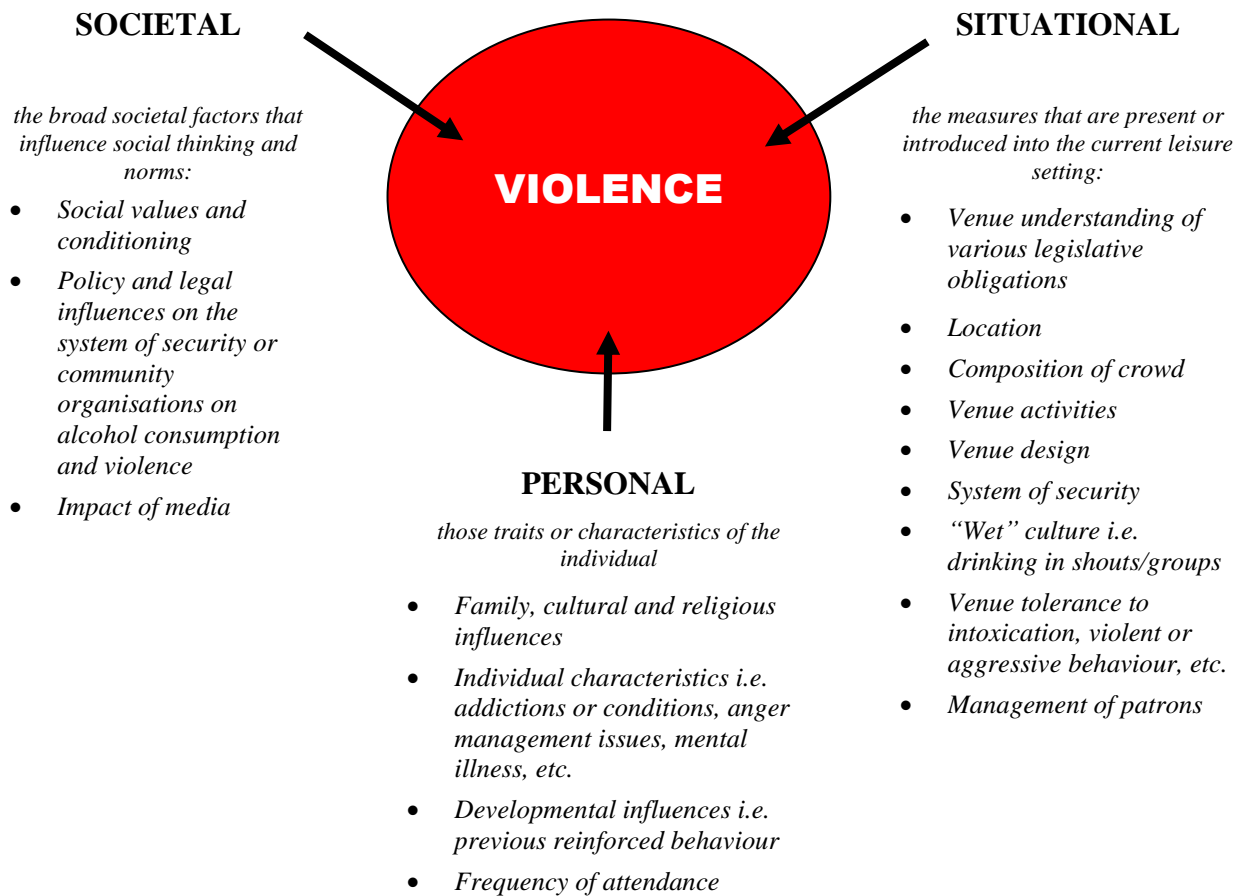 SOCIETAL
the broad societal factors that
influence social thinking and
norms:
• Social values and
conditioning
• Policy and legal
influences on the
system of security or
community
organisations on
alcohol consumption
and violence
• Impact of media
VIOLENCE
SITUATIONAL
the measures that are present or
introduced into the current leisure
setting:
• Venue understanding of
various legislative
obligations
• Location
• Composition of crowd
• Venue activities
• Venue design
• System of security
• “Wet” culture i.e.
drinking in shouts/groups
• Venue tolerance to
intoxication, violent or
aggressive behaviour, etc.
• Management of patrons
PERSONAL
those traits or characteristics of the
individual
• Family, cultural and religious
influences
• Individual characteristics i.e.
addictions or conditions, anger
management issues, mental
illness, etc.
• Developmental influences i.e.
previous reinforced behaviour
• Frequency of attendance